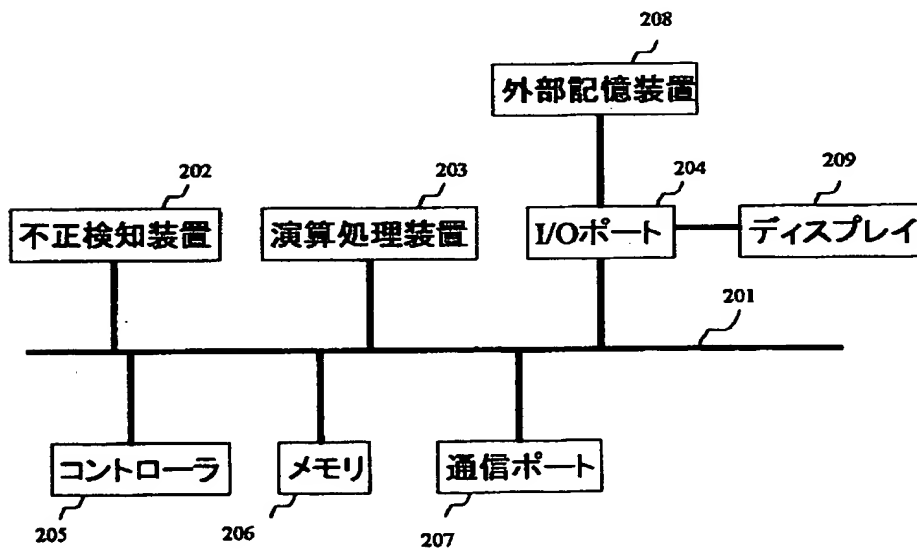 208
外部記憶装置
202
203
204
209
不正検知装置
演算処理装置
I/Oポート
ディスプレイ
201
コントローラ
メモリ
通信ポート
205
206
207